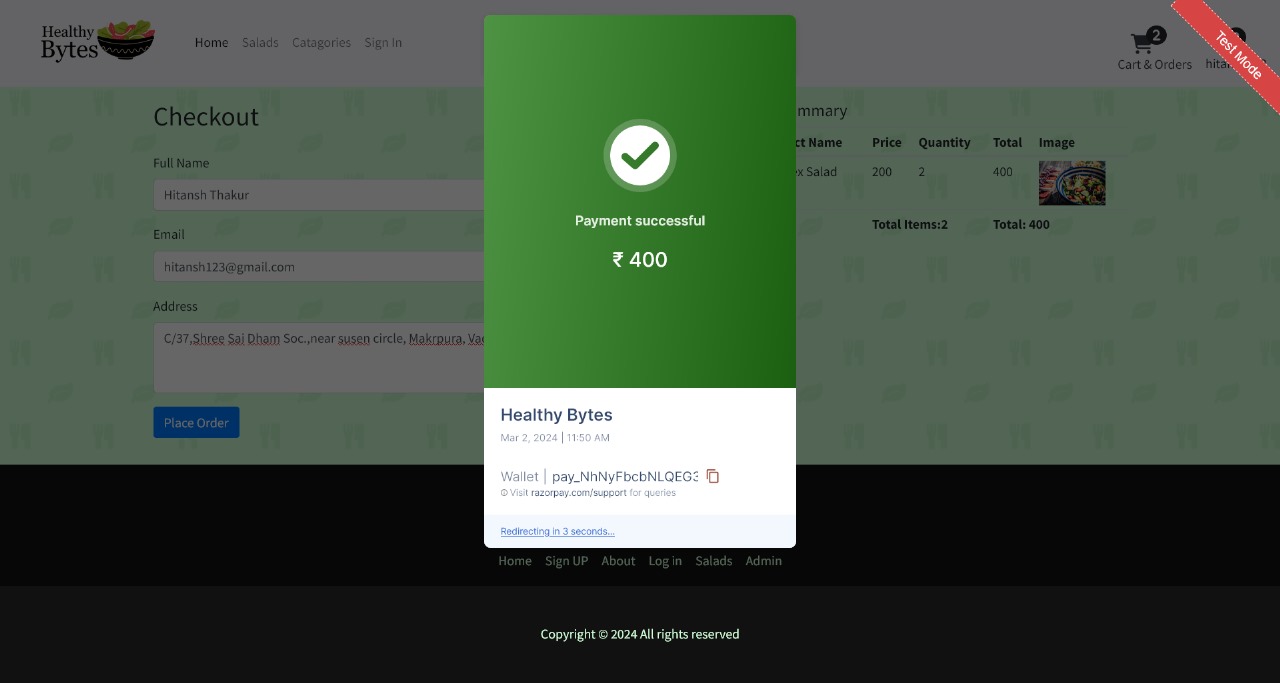 Healthy
Bytes
Home Salads Catagories Sign In
2
Cart & Orders
Test Mode
Checkout
Full Name
Hitansh Thakur
Email
hitansh123@gmail.com
Address
C/37,Shree Sai Dham Soc.,near susen circle, Makrpura,
Place Order
Payment successful
₹ 400
Healthy Bytes
Mar 2, 2024 | 11:50 AM
Wallet | pay_NhNyFbcbNLQEG
Visit razorpay.com/support for queries
Redirecting in 3 seconds...
mmary
ct Name Price Quantity Total Image
ex Salad 200 2 400
Total Items:2 Total: 400
Home Sign UP About Log in Salads Admin
Copyright © 2024 All rights reserved